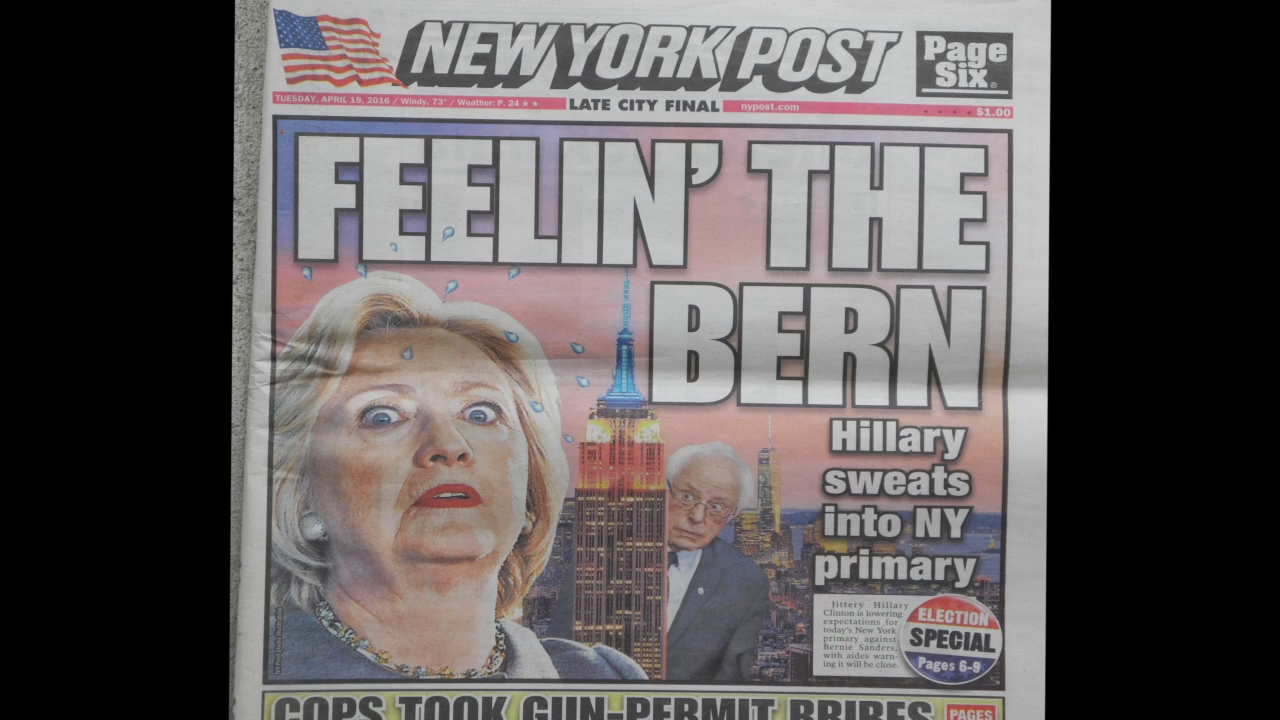 NEW YORK POST
Page
Six®
TUESDAY, APRIL 19, 2016 / Windy, 73° / Weather: P. 24 ★ ★
LATE CITY FINAL
nypost.com
$1.00
FEELIN' THE
BERN
Hillary
sweats
into NY
primary
Jittery Hillary
Clinton is lowering
expectations for
today's New York
primary against
Bernie Sanders,
with aides warn-
ing it will be close.
ELECTION
SPECIAL
Pages 6-9
COPS TOOK GUN-PERMIT BRIBES
PAGES